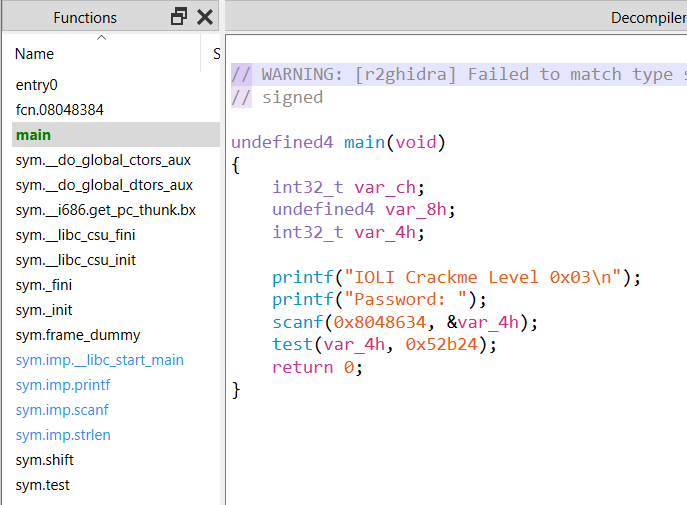 Functions
Name
S
entry0
fcn.08048384
main
sym.__do_global_ctors_aux
sym.__do_global_dtors_aux
sym.__i686.get_pc_thunk.bx
sym.__libc_csu_fini
sym.__libc_csu_init
sym._fini
sym._init
sym.frame_dummy
sym.imp.__libc_start_main
sym.imp.printf
sym.imp.scanf
sym.imp.strlen
sym.shift
sym.test
Decompiler
// WARNING: [r2ghidra] Failed to match type s
// signed
undefined4 main(void)
{
    int32_t var_ch;
    undefined4 var_8h;
    int32_t var_4h;
    printf("IOLI Crackme Level 0x03\n");
    printf("Password: ");
    scanf(0x8048634, &var_4h);
    test(var_4h, 0x52b24);
    return 0;
}